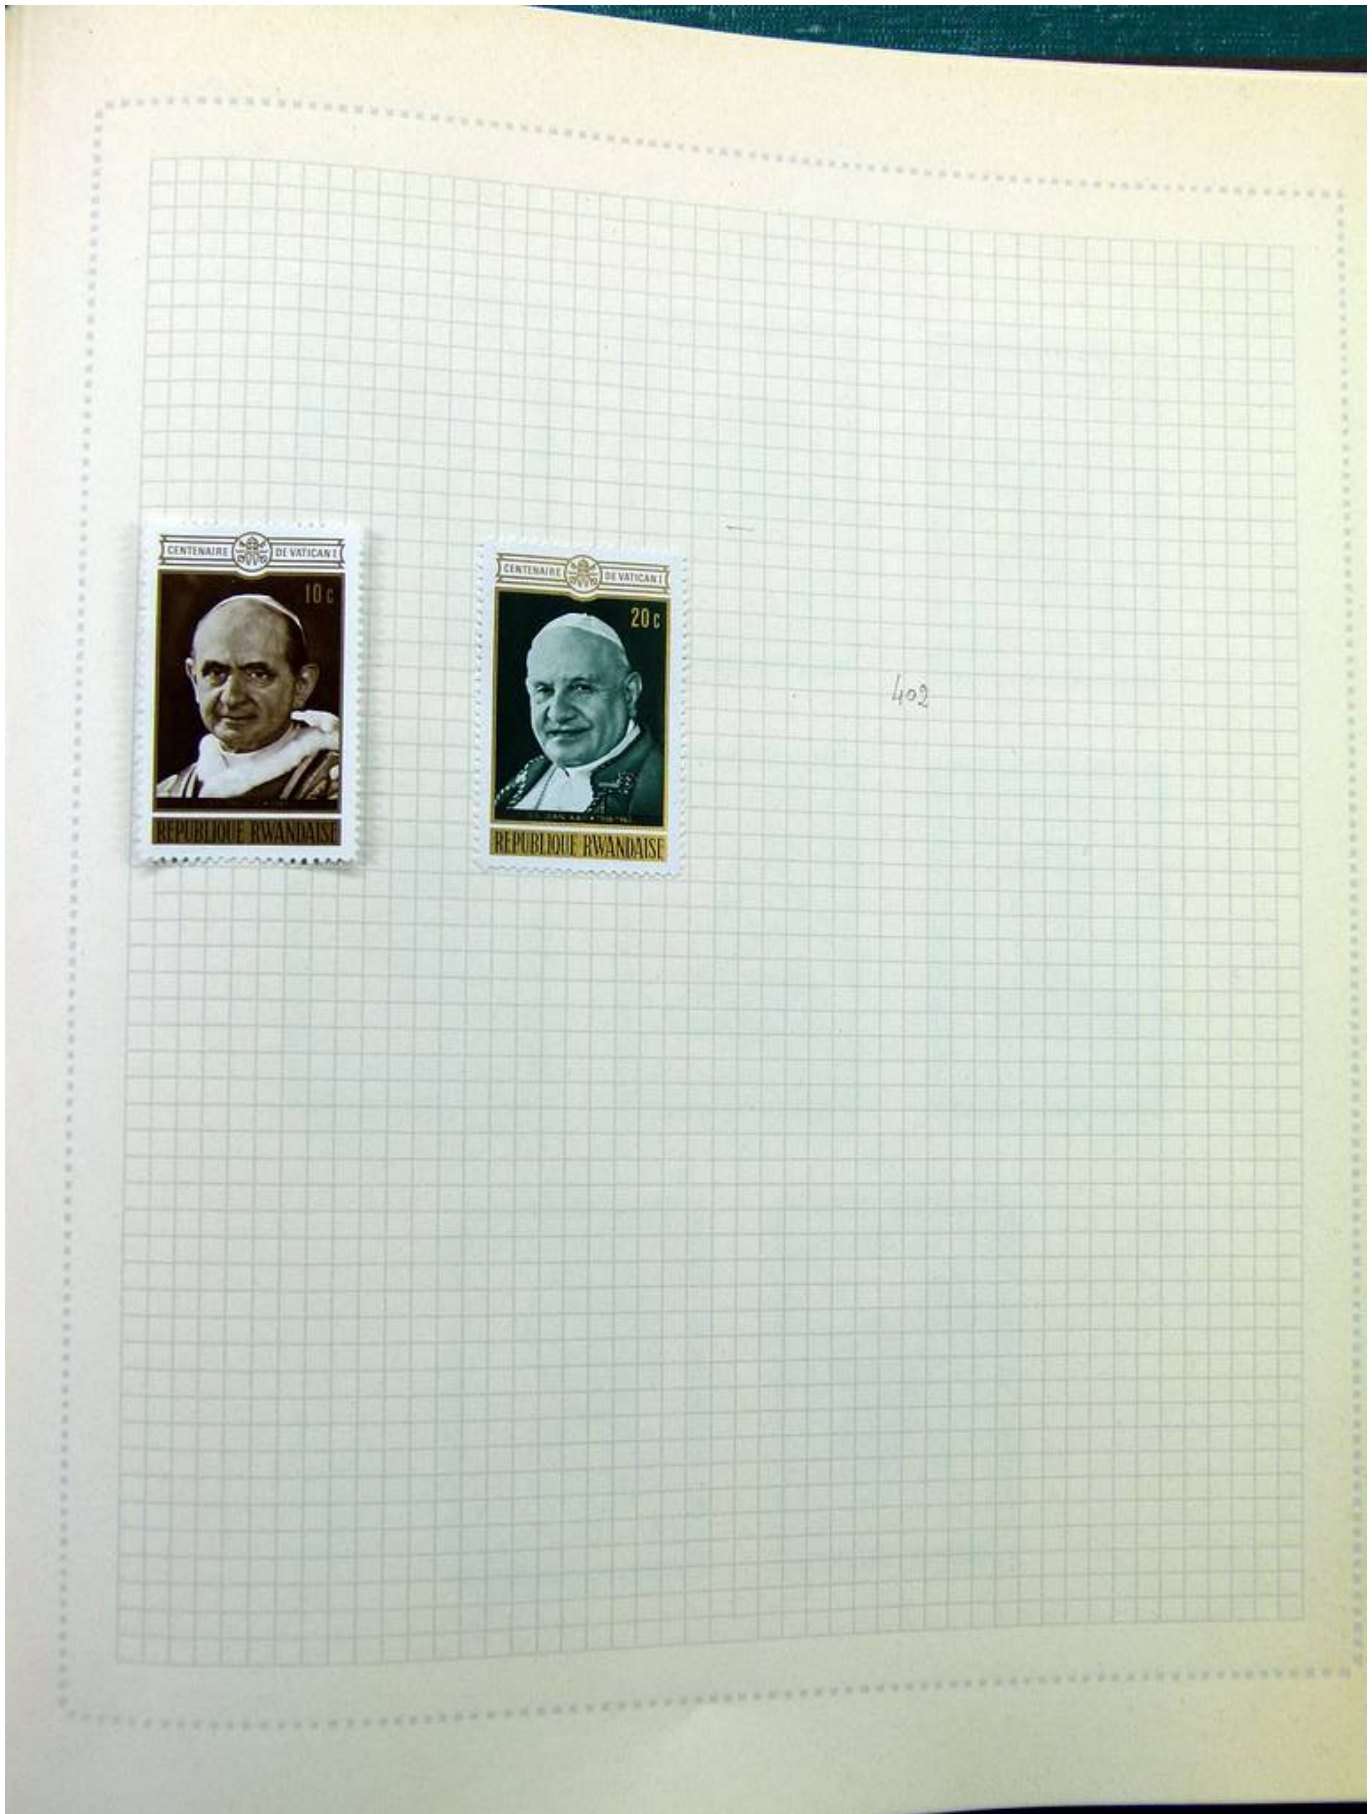 CENTENAIRE DE VATICAN I
10c
REPUBLIQUE RWANDAISE
CENTENAIRE DE VATICAN I
20c
REPUBLIQUE RWANDAISE
402